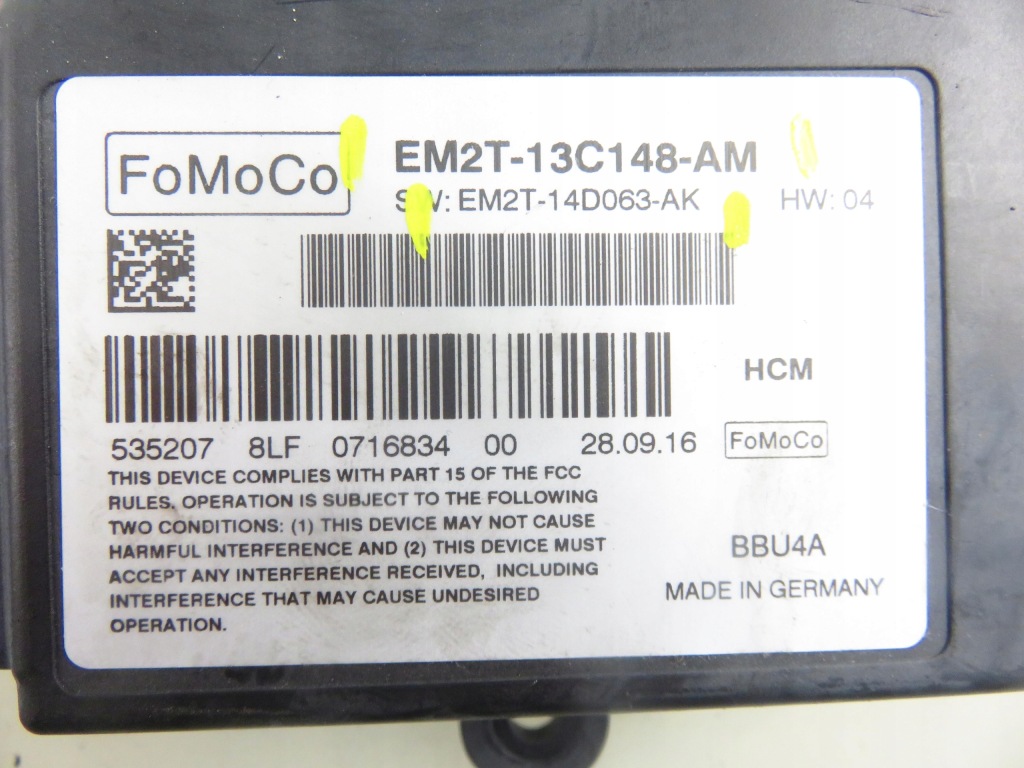 FoMoCo
EM2T-13C148-AM
SW: EM2T-14D063-AK HW: 04
HCM
535207 8LF 0716834 00 28.09.16 FoMoCo
THIS DEVICE COMPLIES WITH PART 15 OF THE FCC
RULES. OPERATION IS SUBJECT TO THE FOLLOWING
TWO CONDITIONS: (1) THIS DEVICE MAY NOT CAUSE
HARMFUL INTERFERENCE AND (2) THIS DEVICE MUST
ACCEPT ANY INTERFERENCE RECEIVED, INCLUDING
INTERFERENCE THAT MAY CAUSE UNDESIRED
OPERATION.
BBU4A
MADE IN GERMANY